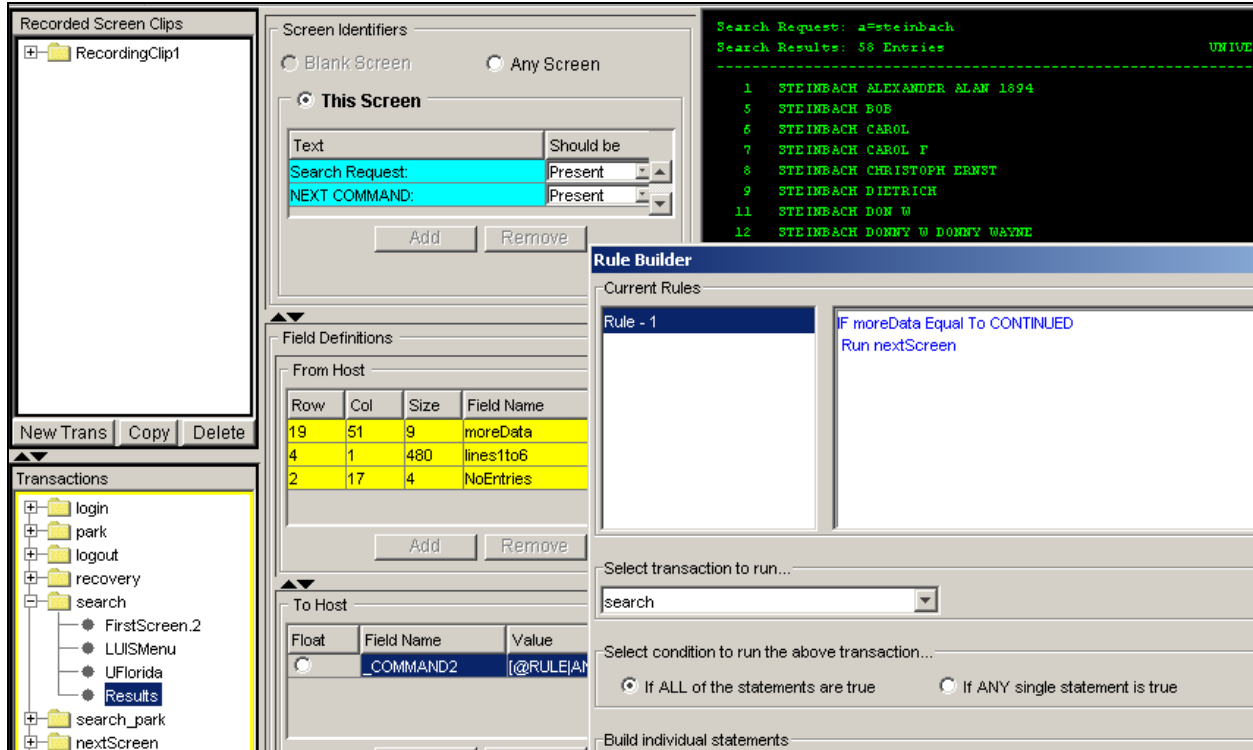 Recorded Screen Clips
RecordingClip1
New Trans Copy Delete
Transactions
login
park
logout
recovery
search
FirstScreen.2
LUISMenu
UFlorida
Results
search_park
nextScreen
Screen Identifiers
Blank Screen Any Screen
This Screen
Text Should be
Search Request: Present
NEXT COMMAND: Present
Add Remove
Field Definitions
From Host
Row Col Size Field Name
19 51 9 moreData
4 1 480 lines1to6
2 17 4 NoEntries
Add Remove
To Host
Float Field Name Value
_COMMAND2 [@RULE|AN
Search Request: a=steinbach
Search Results: 58 Entries UNIVE
1 STEINBACH ALEXANDER ALAN 1894
5 STEINBACH BOB
6 STEINBACH CAROL
7 STEINBACH CAROL F
8 STEINBACH CHRISTOPH ERNST
9 STEINBACH DIETRICH
11 STEINBACH DON W
12 STEINBACH DONNY W DONNY WAYNE
Rule Builder
Current Rules
Rule - 1
IF moreData Equal To CONTINUED
Run nextScreen
Select transaction to run...
search
Select condition to run the above transaction...
If ALL of the statements are true If ANY single statement is true
Build individual statements